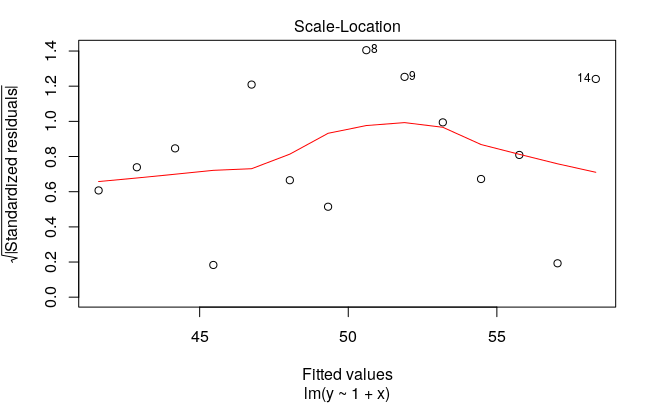 Scale-Location
√|Standardized residuals|
1.4
1.2
1.0
0.8
0.6
0.4
0.2
0.0
8
9
14
45 50 55
Fitted values
lm(y ~ 1 + x)